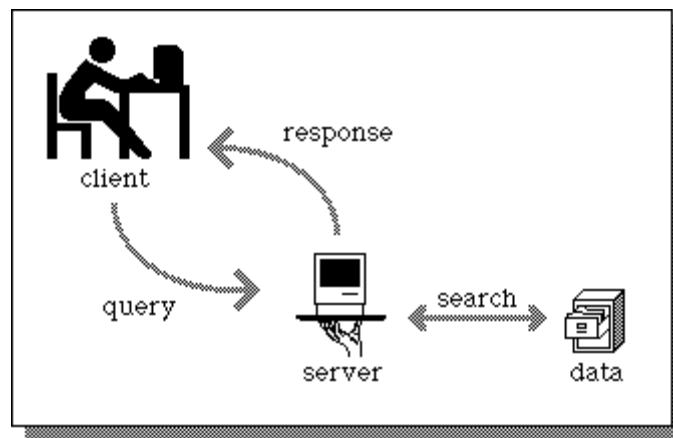 response
client
query
search
server
data